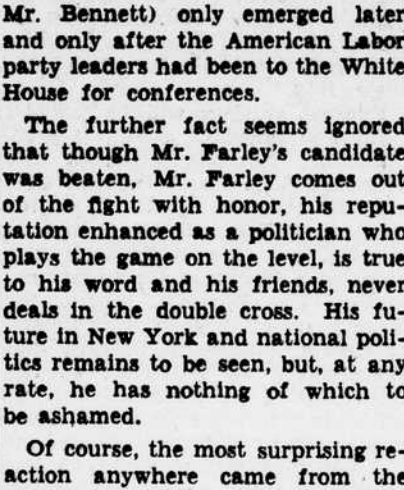 Mr. Bennett) only emerged later
and only after the American Labor
party leaders had been to the White
House for conferences.
The further fact seems ignored
that though Mr. Farley's candidate
was beaten, Mr. Farley comes out
of the fight with honor, his repu-
tation enhanced as a politician who
plays the game on the level, is true
to his word and his friends, never
deals in the double cross. His fu-
ture in New York and national poli-
tics remains to be seen, but, at any
rate, he has nothing of which to
be ashamed.
Of course, the most surprising re-
action anywhere came from the